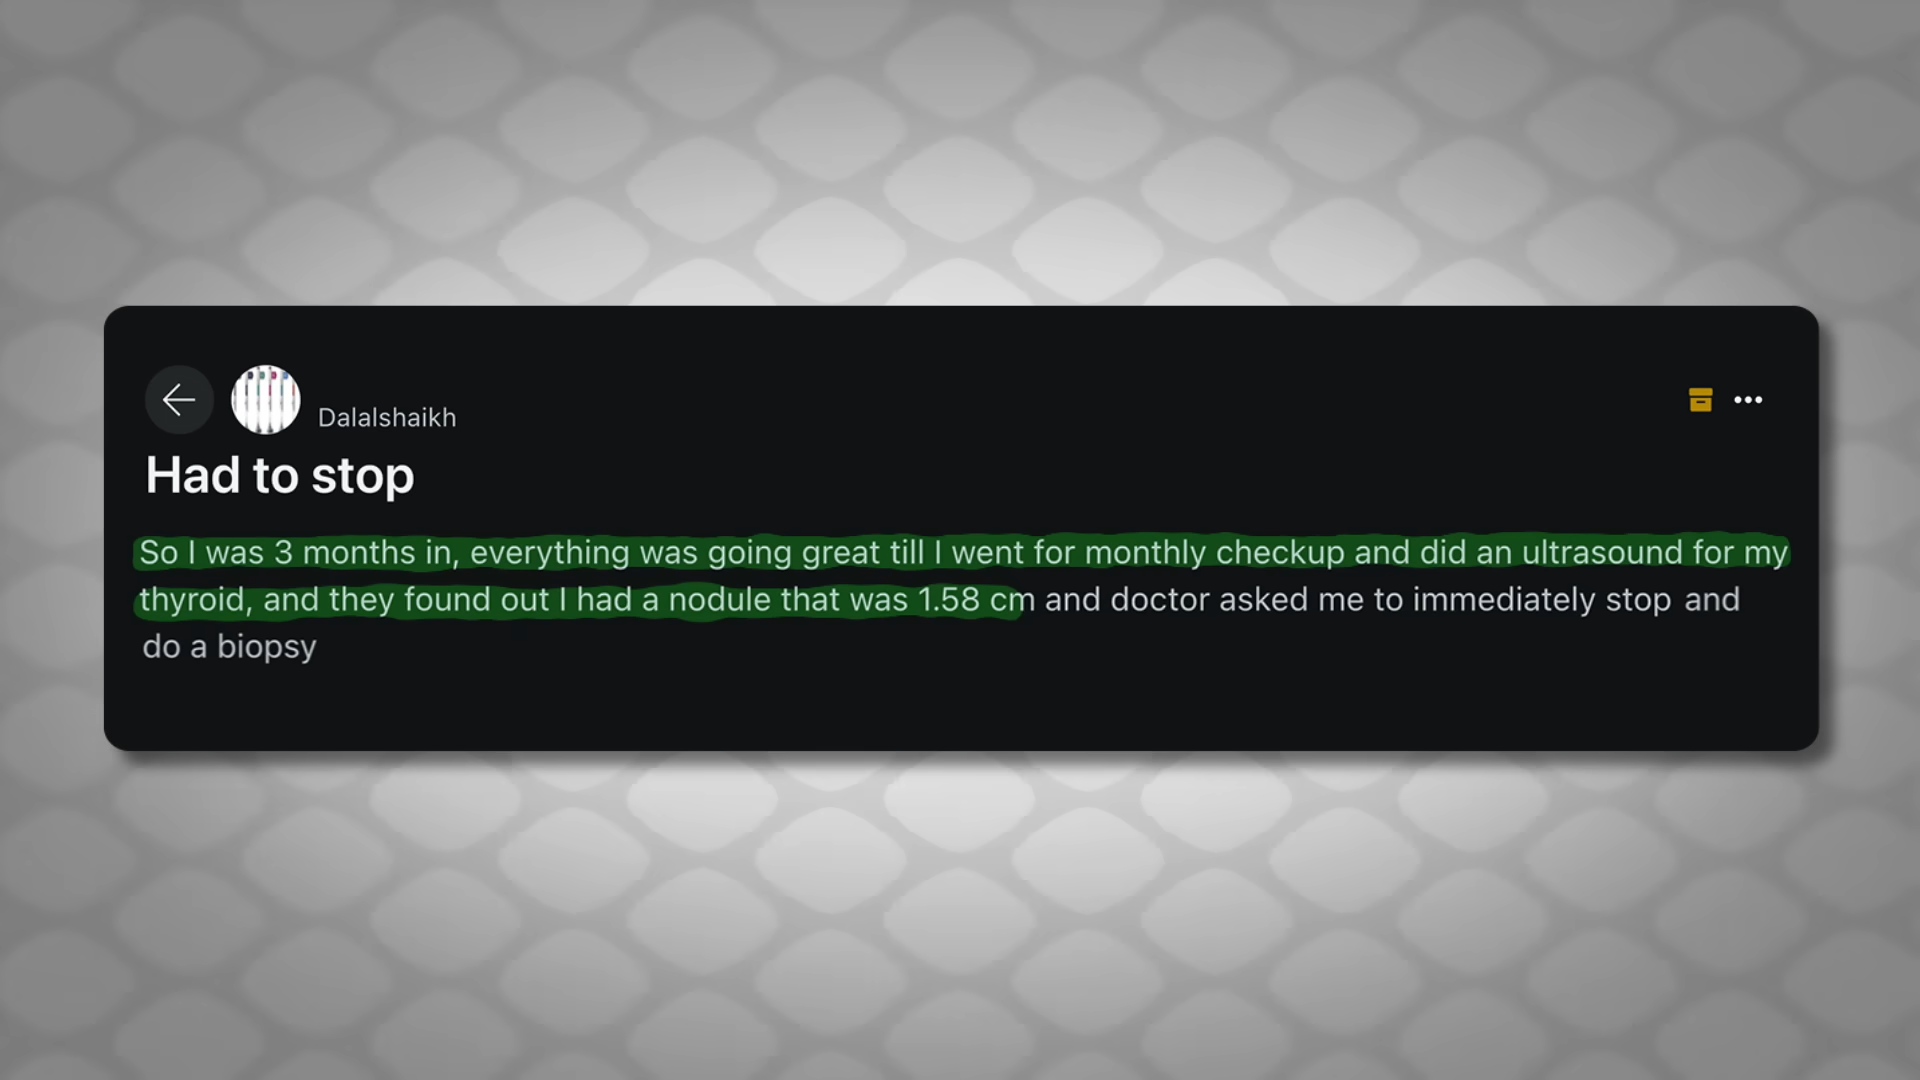 Dalalshaikh
Had to stop
So I was 3 months in, everything was going great till I went for monthly checkup and did an ultrasound for my
thyroid, and they found out I had a nodule that was 1.58 cm and doctor asked me to immediately stop and
do a biopsy